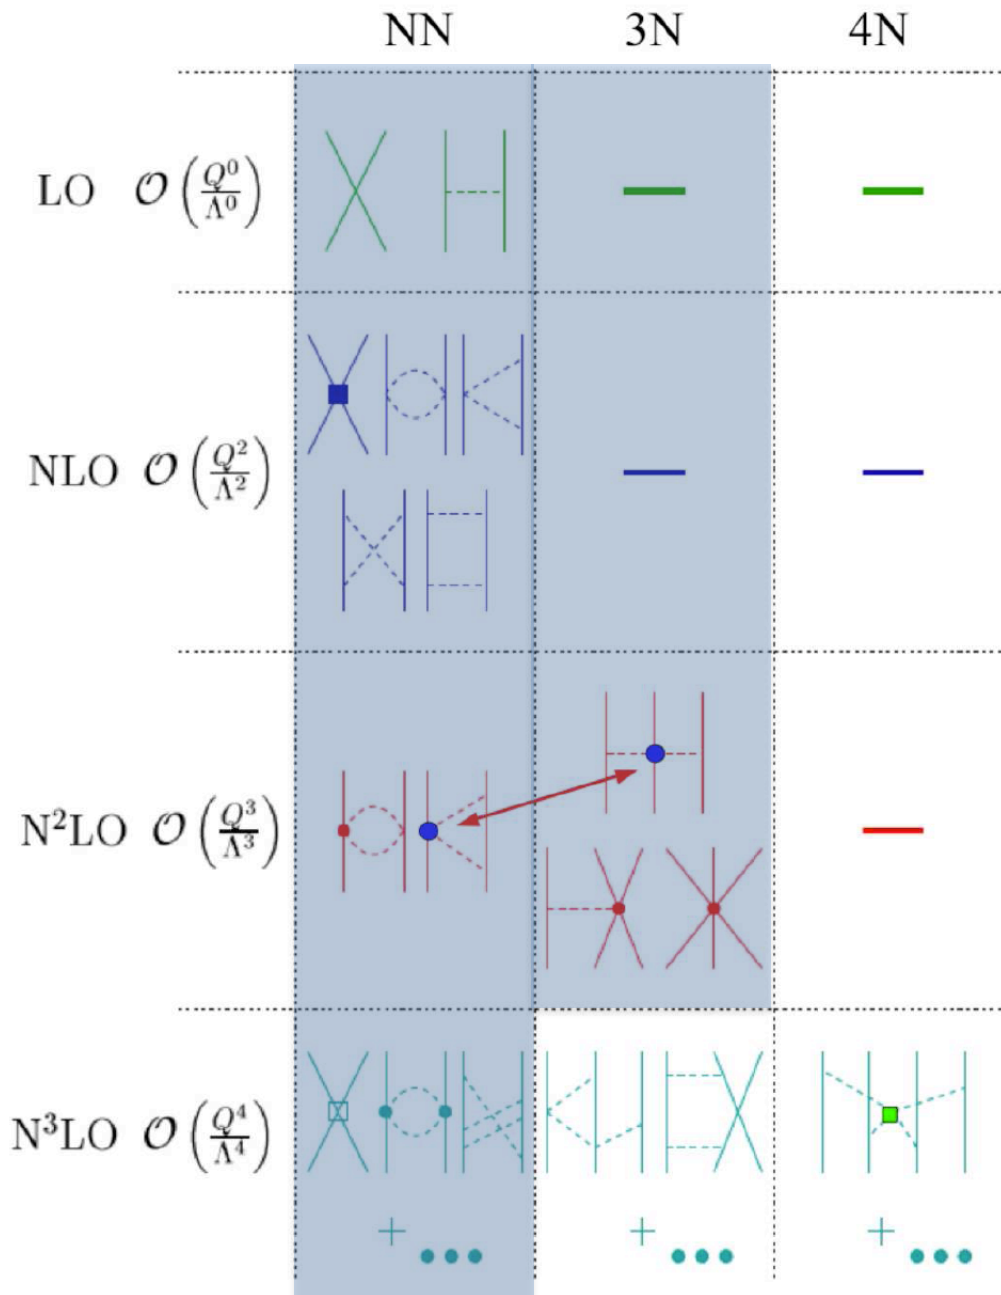 NN 3N 4N
LO 𝒪(Q⁰/Λ⁰)
NLO 𝒪(Q²/Λ²)
N²LO 𝒪(Q³/Λ³)
N³LO 𝒪(Q⁴/Λ⁴)
+ ••• + ••• + •••